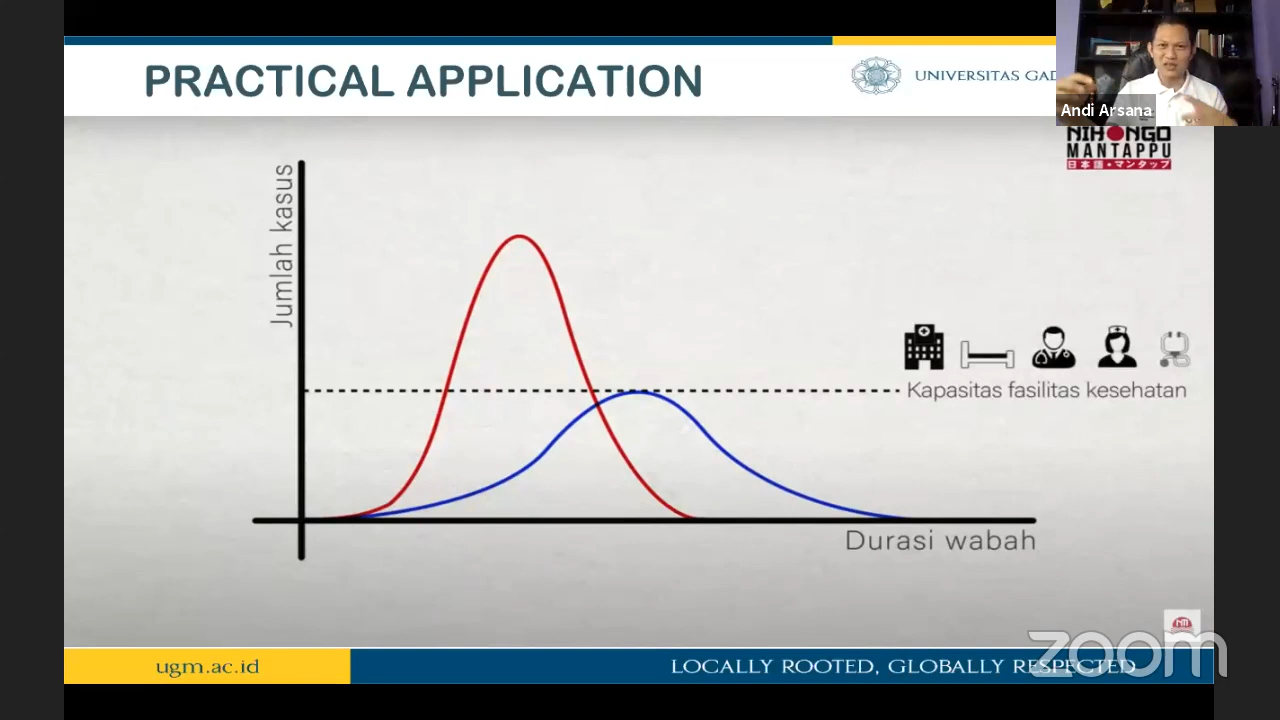 PRACTICAL APPLICATION
UNIVERSITAS GAD
Andi Arsana
NIHONGO
MANTAPPU
日本語・マンタップ
Jumlah kasus
Kapasitas fasilitas kesehatan
Durasi wabah
zoom
ugm.ac.id
LOCALLY ROOTED, GLOBALLY RESPECTED